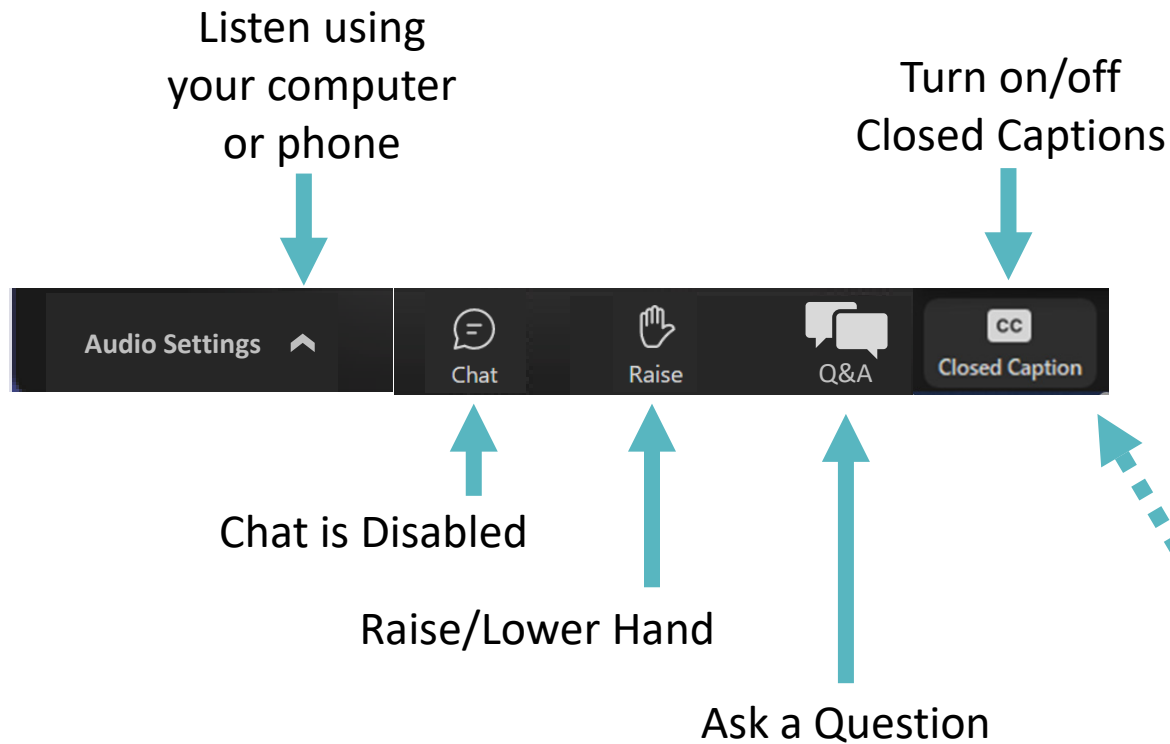 Listen using
your computer
or phone
Turn on/off
Closed Captions
Audio Settings
Chat
Raise
Q&A
CC
Closed Caption
Chat is Disabled
Raise/Lower Hand
Ask a Question